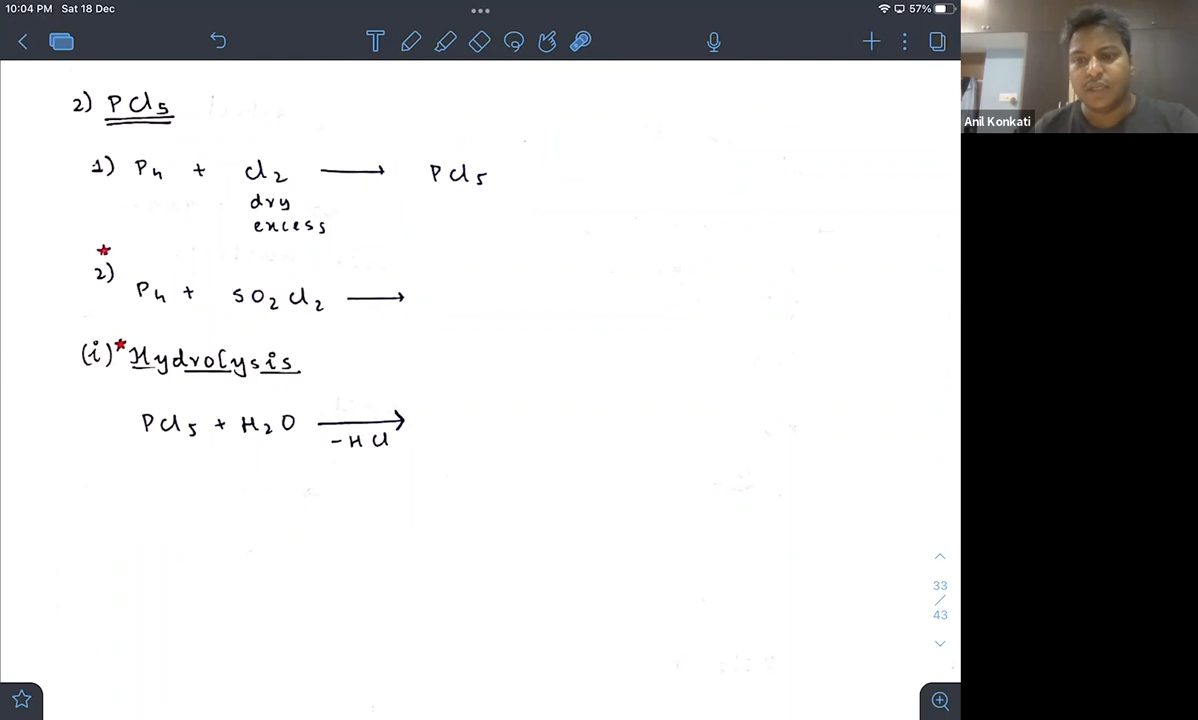 10:04 PM Sat 18 Dec
57%
Anil Konkati
2) PCl5
1) P4 + Cl2 ⟶ PCl5
dry
excess
2) P4 + SO2Cl2 ⟶
(i)* Hydrolysis
PCl5 + H2O ⟶
-HCl
33
/
43